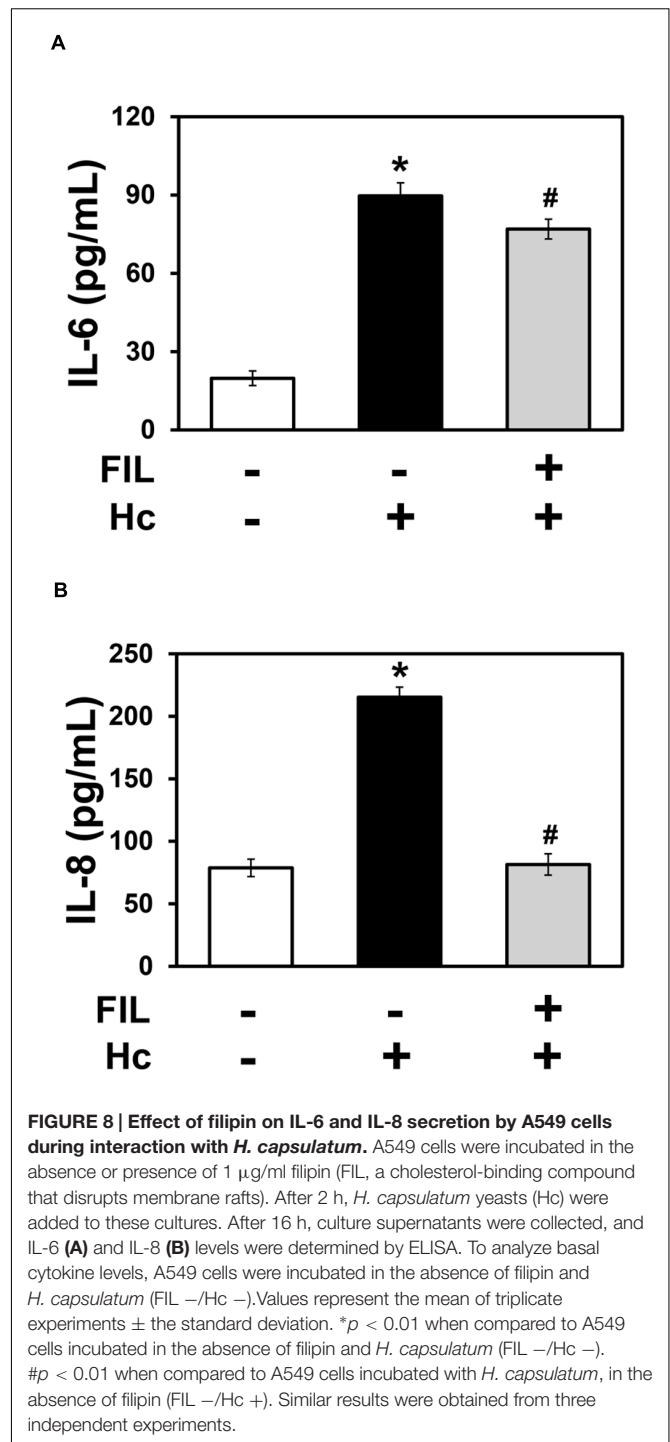 A
120
90
60
30
0
IL-6 (pg/mL)
*
#
FIL - - +
Hc - + +
B
250
200
150
100
50
0
IL-8 (pg/mL)
*
#
FIL - - +
Hc - + +
FIGURE 8 | Effect of filipin on IL-6 and IL-8 secretion by A549 cells
during interaction with H. capsulatum. A549 cells were incubated in the
absence or presence of 1 μg/ml filipin (FIL, a cholesterol-binding compound
that disrupts membrane rafts). After 2 h, H. capsulatum yeasts (Hc) were
added to these cultures. After 16 h, culture supernatants were collected, and
IL-6 (A) and IL-8 (B) levels were determined by ELISA. To analyze basal
cytokine levels, A549 cells were incubated in the absence of filipin and
H. capsulatum (FIL −/Hc −).Values represent the mean of triplicate
experiments ± the standard deviation. *p < 0.01 when compared to A549
cells incubated in the absence of filipin and H. capsulatum (FIL −/Hc −).
#p < 0.01 when compared to A549 cells incubated with H. capsulatum, in the
absence of filipin (FIL −/Hc +). Similar results were obtained from three
independent experiments.